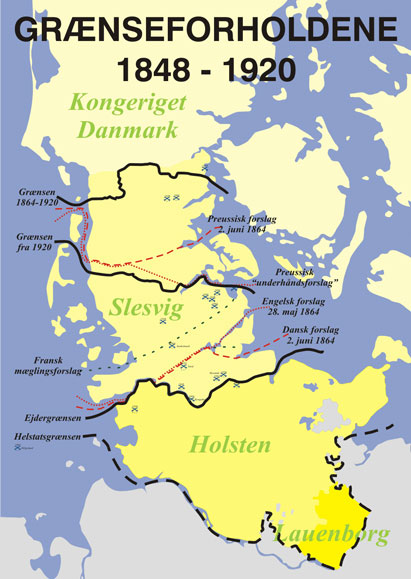 GRÆNSEFORHOLDENE
1848 - 1920
Kongeriget
Danmark
Grænsen
1864-1920
Preussisk forslag
2. juni 1864
Grænsen
fra 1920
Preussisk
"underhåndsforslag"
Slesvig
Engelsk forslag
28. maj 1864
Dansk forslag
2. juni 1864
Fransk
mæglingsforslag
Ejdergrænsen
Helstatsgrænsen
Holsten
Lauenborg